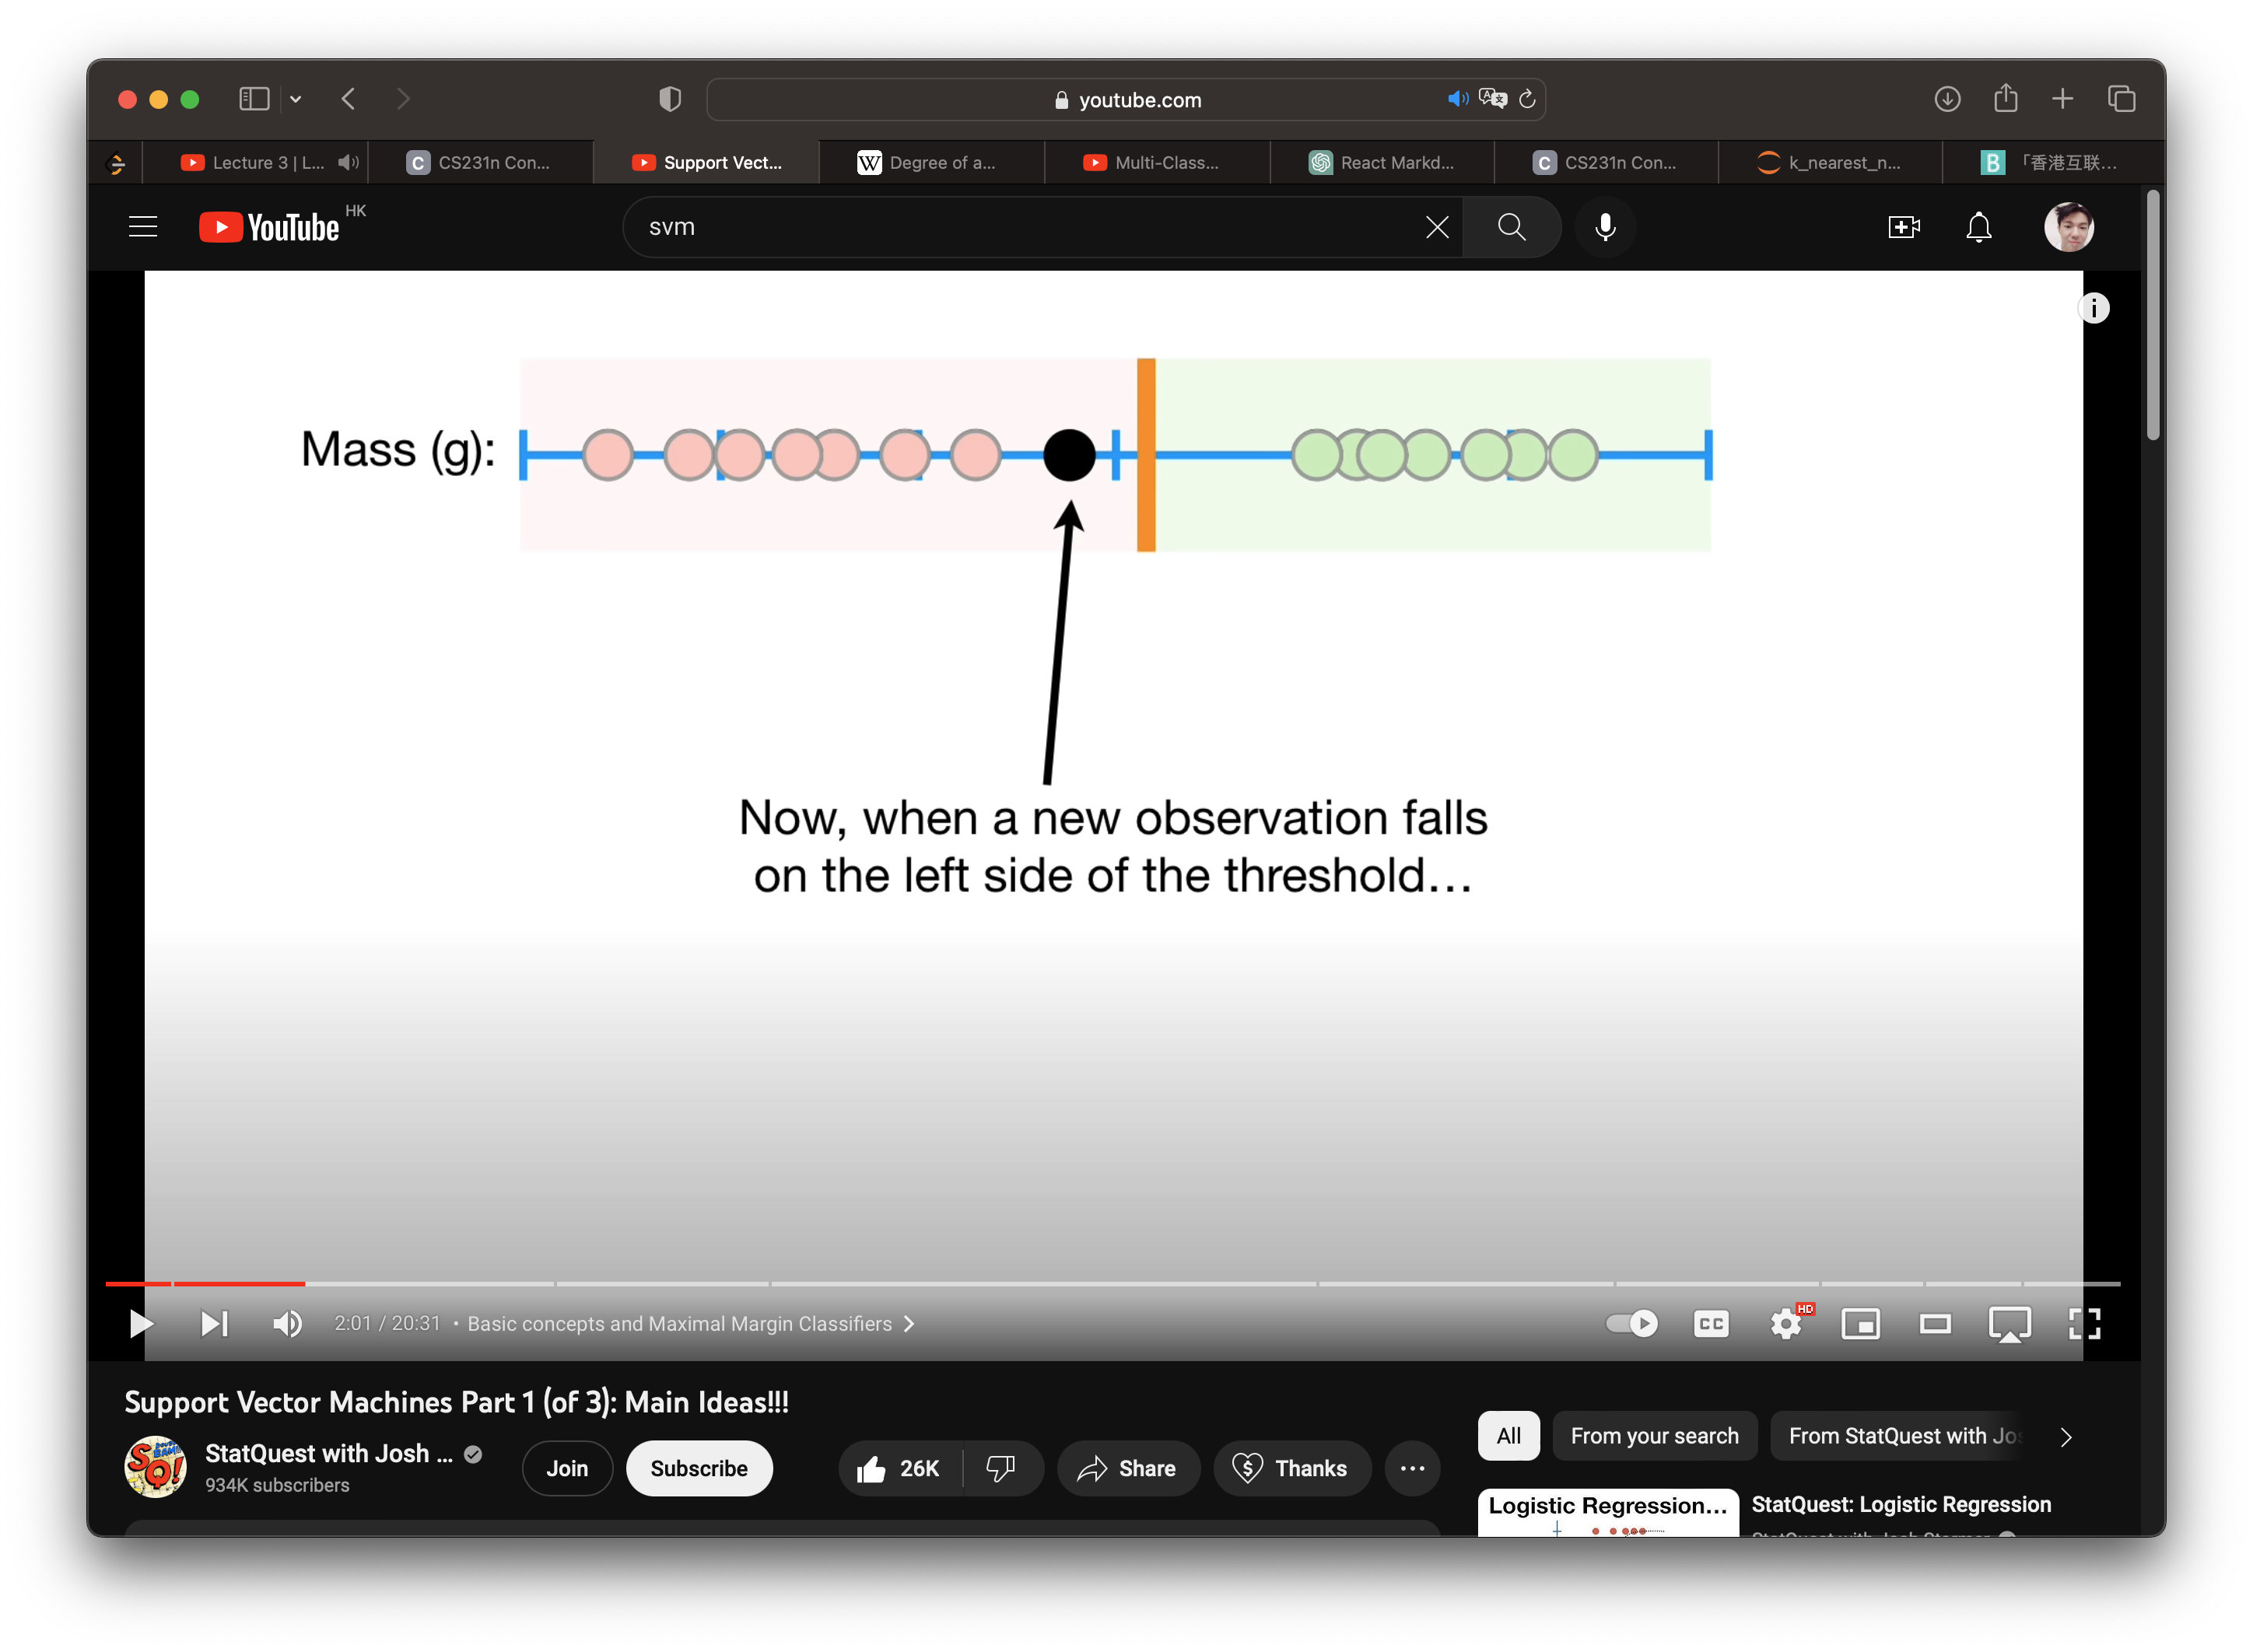 youtube.com
Lecture 3 | L...
CS231n Con...
Support Vect...
Degree of a...
Multi-Class...
React Markd...
CS231n Con...
k_nearest_n...
「香港互联...
YouTube HK
svm
Mass (g):
Now, when a new observation falls
on the left side of the threshold...
2:01 / 20:31 • Basic concepts and Maximal Margin Classifiers
HD
CC
Support Vector Machines Part 1 (of 3): Main Ideas!!!
StatQuest with Josh ...
934K subscribers
Join
Subscribe
26K
Share
Thanks
All
From your search
From StatQuest with Jos
Logistic Regression...
StatQuest: Logistic Regression